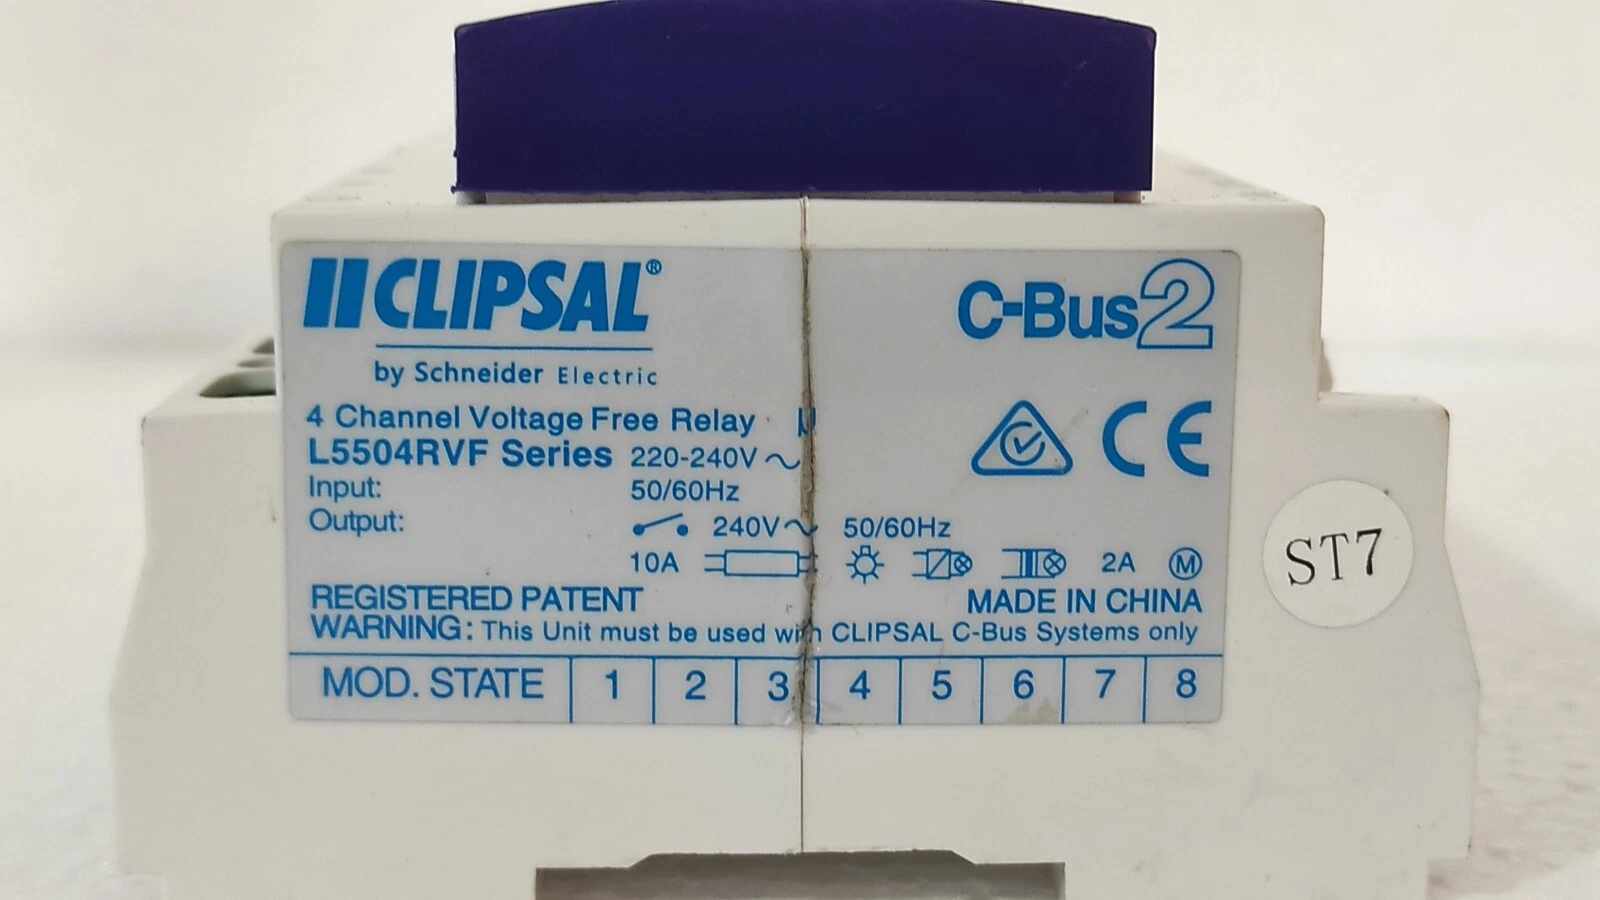 CLIPSAL®
by Schneider Electric
C-Bus2
4 Channel Voltage Free Relay
L5504RVF Series 220-240V~
Input: 50/60Hz
Output: 240V~ 50/60Hz
10A 2A M
CE
REGISTERED PATENT MADE IN CHINA
WARNING: This Unit must be used with CLIPSAL C-Bus Systems only
MOD. STATE 1 2 3 4 5 6 7 8
ST7